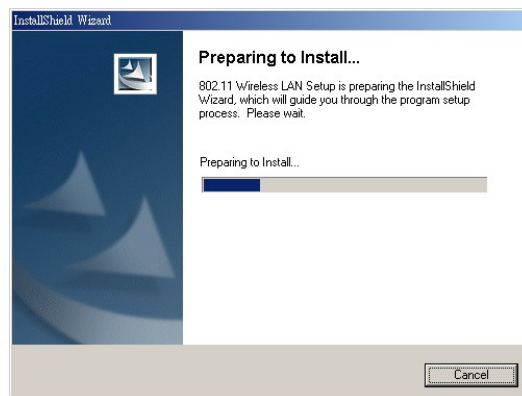 InstallShield Wizard
Preparing to Install...
802.11 Wireless LAN Setup is preparing the InstallShield
Wizard, which will guide you through the program setup
process. Please wait.
Preparing to Install...
Cancel